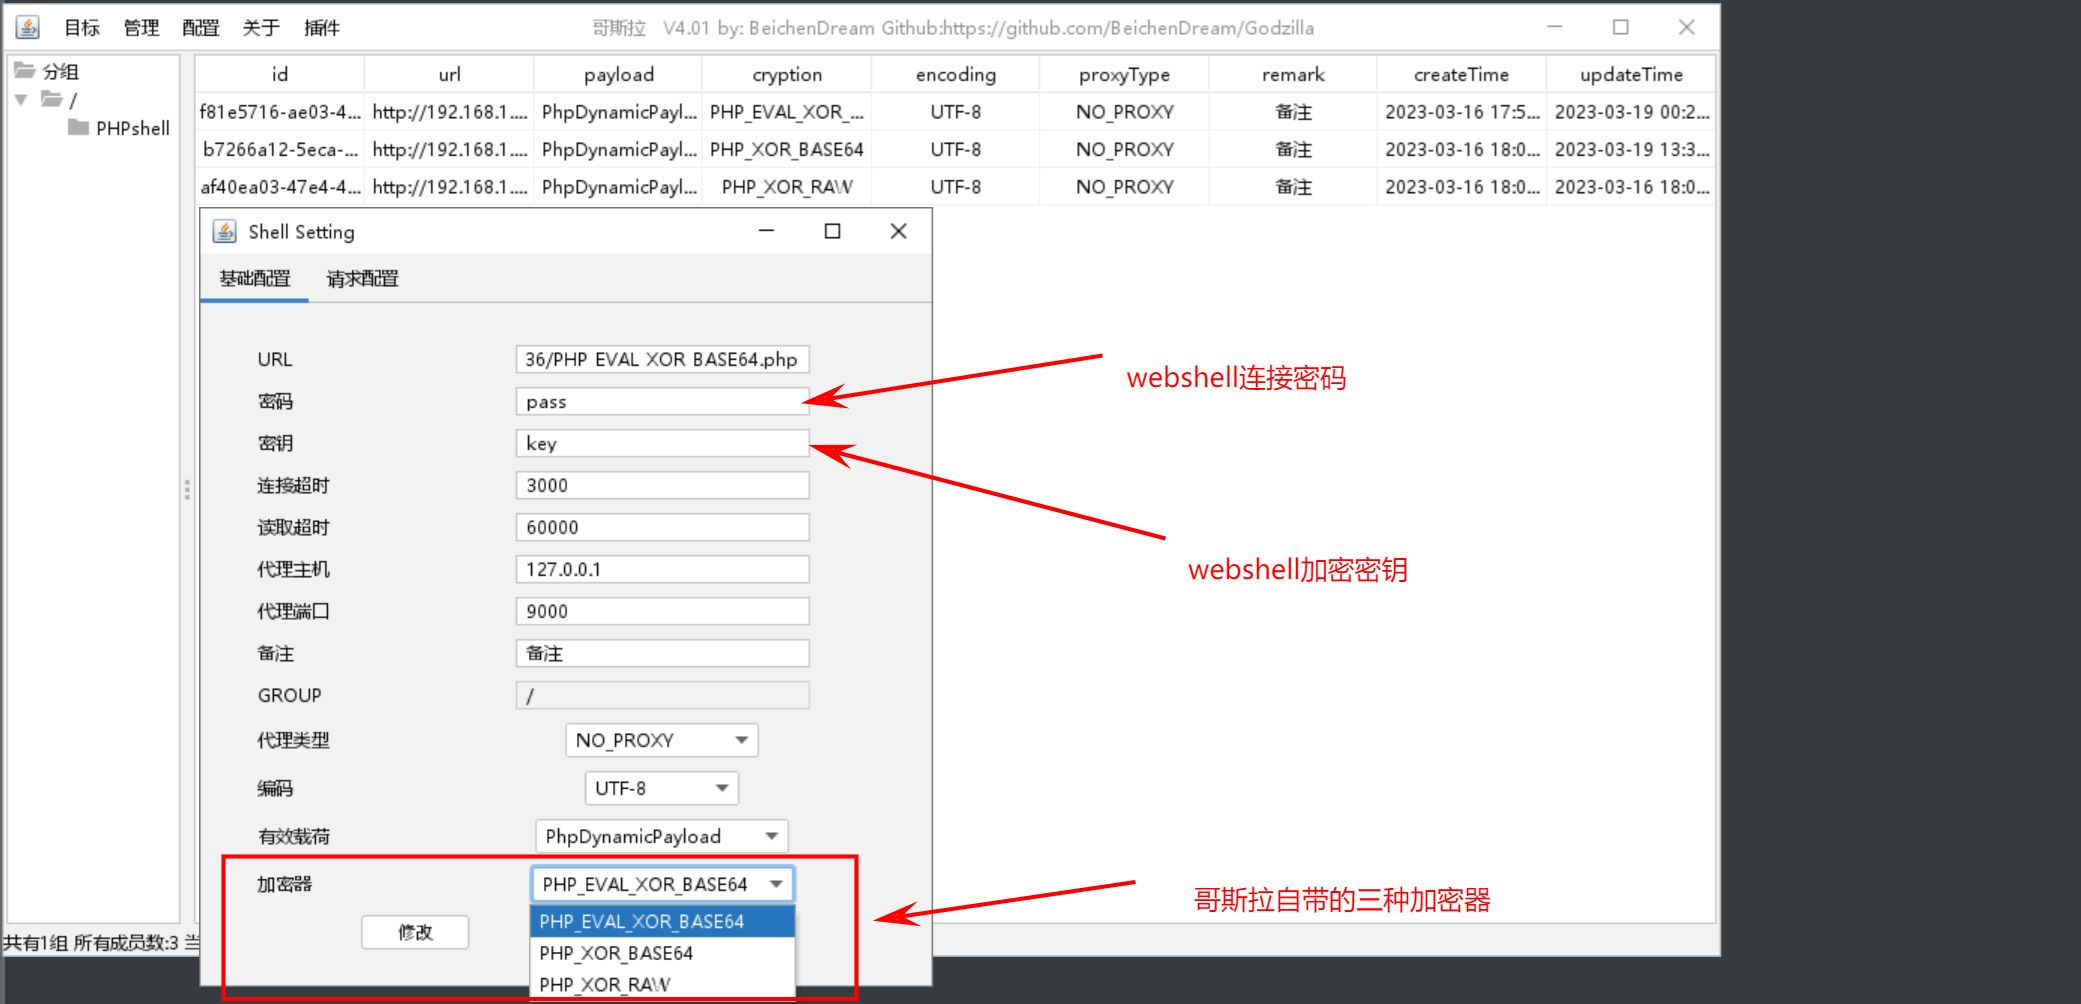 目标 管理 配置 关于 插件 哥斯拉 V4.01 by: BeichenDream Github:https://github.com/BeichenDream/Godzilla
分组
/
PHPshell
id url payload cryption encoding proxyType remark createTime updateTime
f81e5716-ae03-4... http://192.168.1.... PhpDynamicPayl... PHP_EVAL_XOR_... UTF-8 NO_PROXY 备注 2023-03-16 17:5... 2023-03-19 00:2...
b7266a12-5eca-... http://192.168.1.... PhpDynamicPayl... PHP_XOR_BASE64 UTF-8 NO_PROXY 备注 2023-03-16 18:0... 2023-03-19 13:3...
af40ea03-47e4-4... http://192.168.1.... PhpDynamicPayl... PHP_XOR_RAW UTF-8 NO_PROXY 备注 2023-03-16 18:0... 2023-03-16 18:0...
Shell Setting
基础配置 请求配置
URL 36/PHP_EVAL_XOR_BASE64.php
webshell连接密码
密码 pass
密钥 key
连接超时 3000
读取超时 60000
webshell加密密钥
代理主机 127.0.0.1
代理端口 9000
备注 备注
GROUP /
代理类型 NO_PROXY
编码 UTF-8
有效载荷 PhpDynamicPayload
加密器 PHP_EVAL_XOR_BASE64
哥斯拉自带的三种加密器
PHP_EVAL_XOR_BASE64
修改
PHP_XOR_BASE64
PHP_XOR_RAW
共有1组 所有成员数:3 当